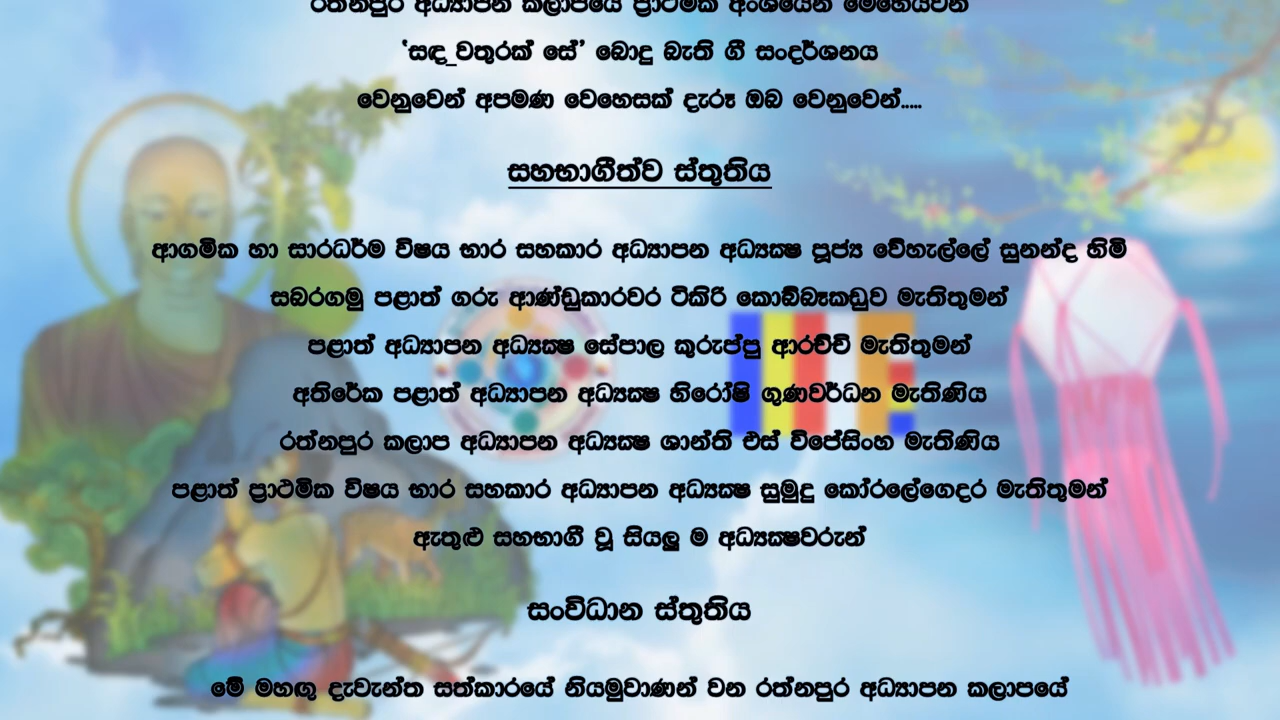 රත්නපුර අධ්‍යාපන කලාපයේ ප්‍රාථමික අංශයෙන් මෙහෙයවන
‘සඳ_වතුරක් සේ’ බොදු බැති ගී සංදර්ශනය
වෙනුවෙන් අපමණ වෙහෙසක් දැරූ ඔබ වෙනුවෙන්.....
සහභාගීත්ව ස්තූතිය
ආගමික හා සාරධර්ම විෂය භාර සහකාර අධ්‍යාපන අධ්‍යක්‍ෂ පූජ්‍ය වේහැල්ලේ සුනන්ද හිමි
සබරගමු පළාත් ගරු ආණ්ඩුකාරවර ටිකිරි කොබ්බෑකඩුව මැතිතුමන්
පළාත් අධ්‍යාපන අධ්‍යක්‍ෂ සේපාල කුරුප්පු ආරච්චි මැතිතුමන්
අතිරේක පළාත් අධ්‍යාපන අධ්‍යක්‍ෂ හිරෝෂි ගුණවර්ධන මැතිණිය
රත්නපුර කලාප අධ්‍යාපන අධ්‍යක්‍ෂ ශාන්ති එස් විජේසිංහ මැතිණිය
පළාත් ප්‍රාථමික විෂය භාර සහකාර අධ්‍යාපන අධ්‍යක්‍ෂ සුමුදු කෝරලේගෙදර මැතිතුමන්
ඇතුළු සහභාගී වූ සියලු ම අධ්‍යක්‍ෂවරුන්
සංවිධාන ස්තූතිය
මේ මහඟු දැවැන්ත සත්කාරයේ නියමුවාණන් වන රත්නපුර අධ්‍යාපන කලාපයේ